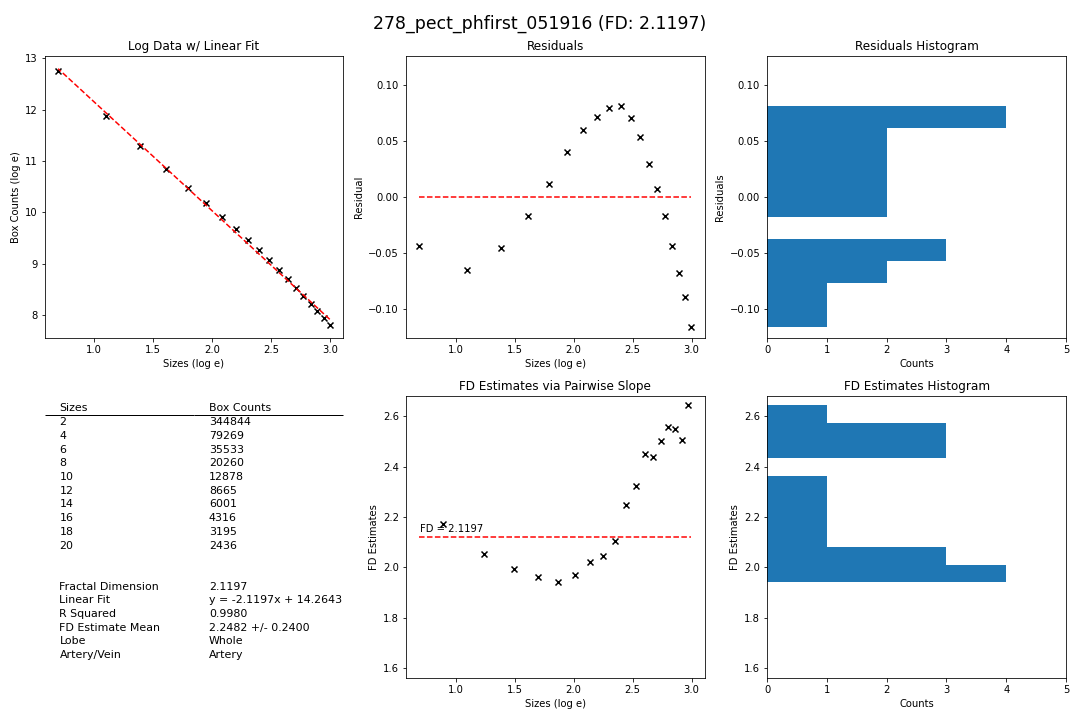 278_pect_phfirst_051916 (FD: 2.1197)
Log Data w/ Linear Fit
13
12
11
10
9
8
Box Counts (log e)
1.0 1.5 2.0 2.5 3.0
Sizes (log e)
Residuals
0.10
0.05
0.00
−0.05
−0.10
Residual
1.0 1.5 2.0 2.5 3.0
Sizes (log e)
Residuals Histogram
0.10
0.05
0.00
−0.05
−0.10
Residuals
0 1 2 3 4 5
Counts
Sizes Box Counts
2 344844
4 79269
6 35533
8 20260
10 12878
12 8665
14 6001
16 4316
18 3195
20 2436
Fractal Dimension 2.1197
Linear Fit y = -2.1197x + 14.2643
R Squared 0.9980
FD Estimate Mean 2.2482 +/- 0.2400
Lobe Whole
Artery/Vein Artery
FD Estimates via Pairwise Slope
2.6
2.4
2.2
2.0
1.8
1.6
FD Estimates
FD = 2.1197
1.0 1.5 2.0 2.5 3.0
Sizes (log e)
FD Estimates Histogram
2.6
2.4
2.2
2.0
1.8
1.6
FD Estimates
0 1 2 3 4 5
Counts